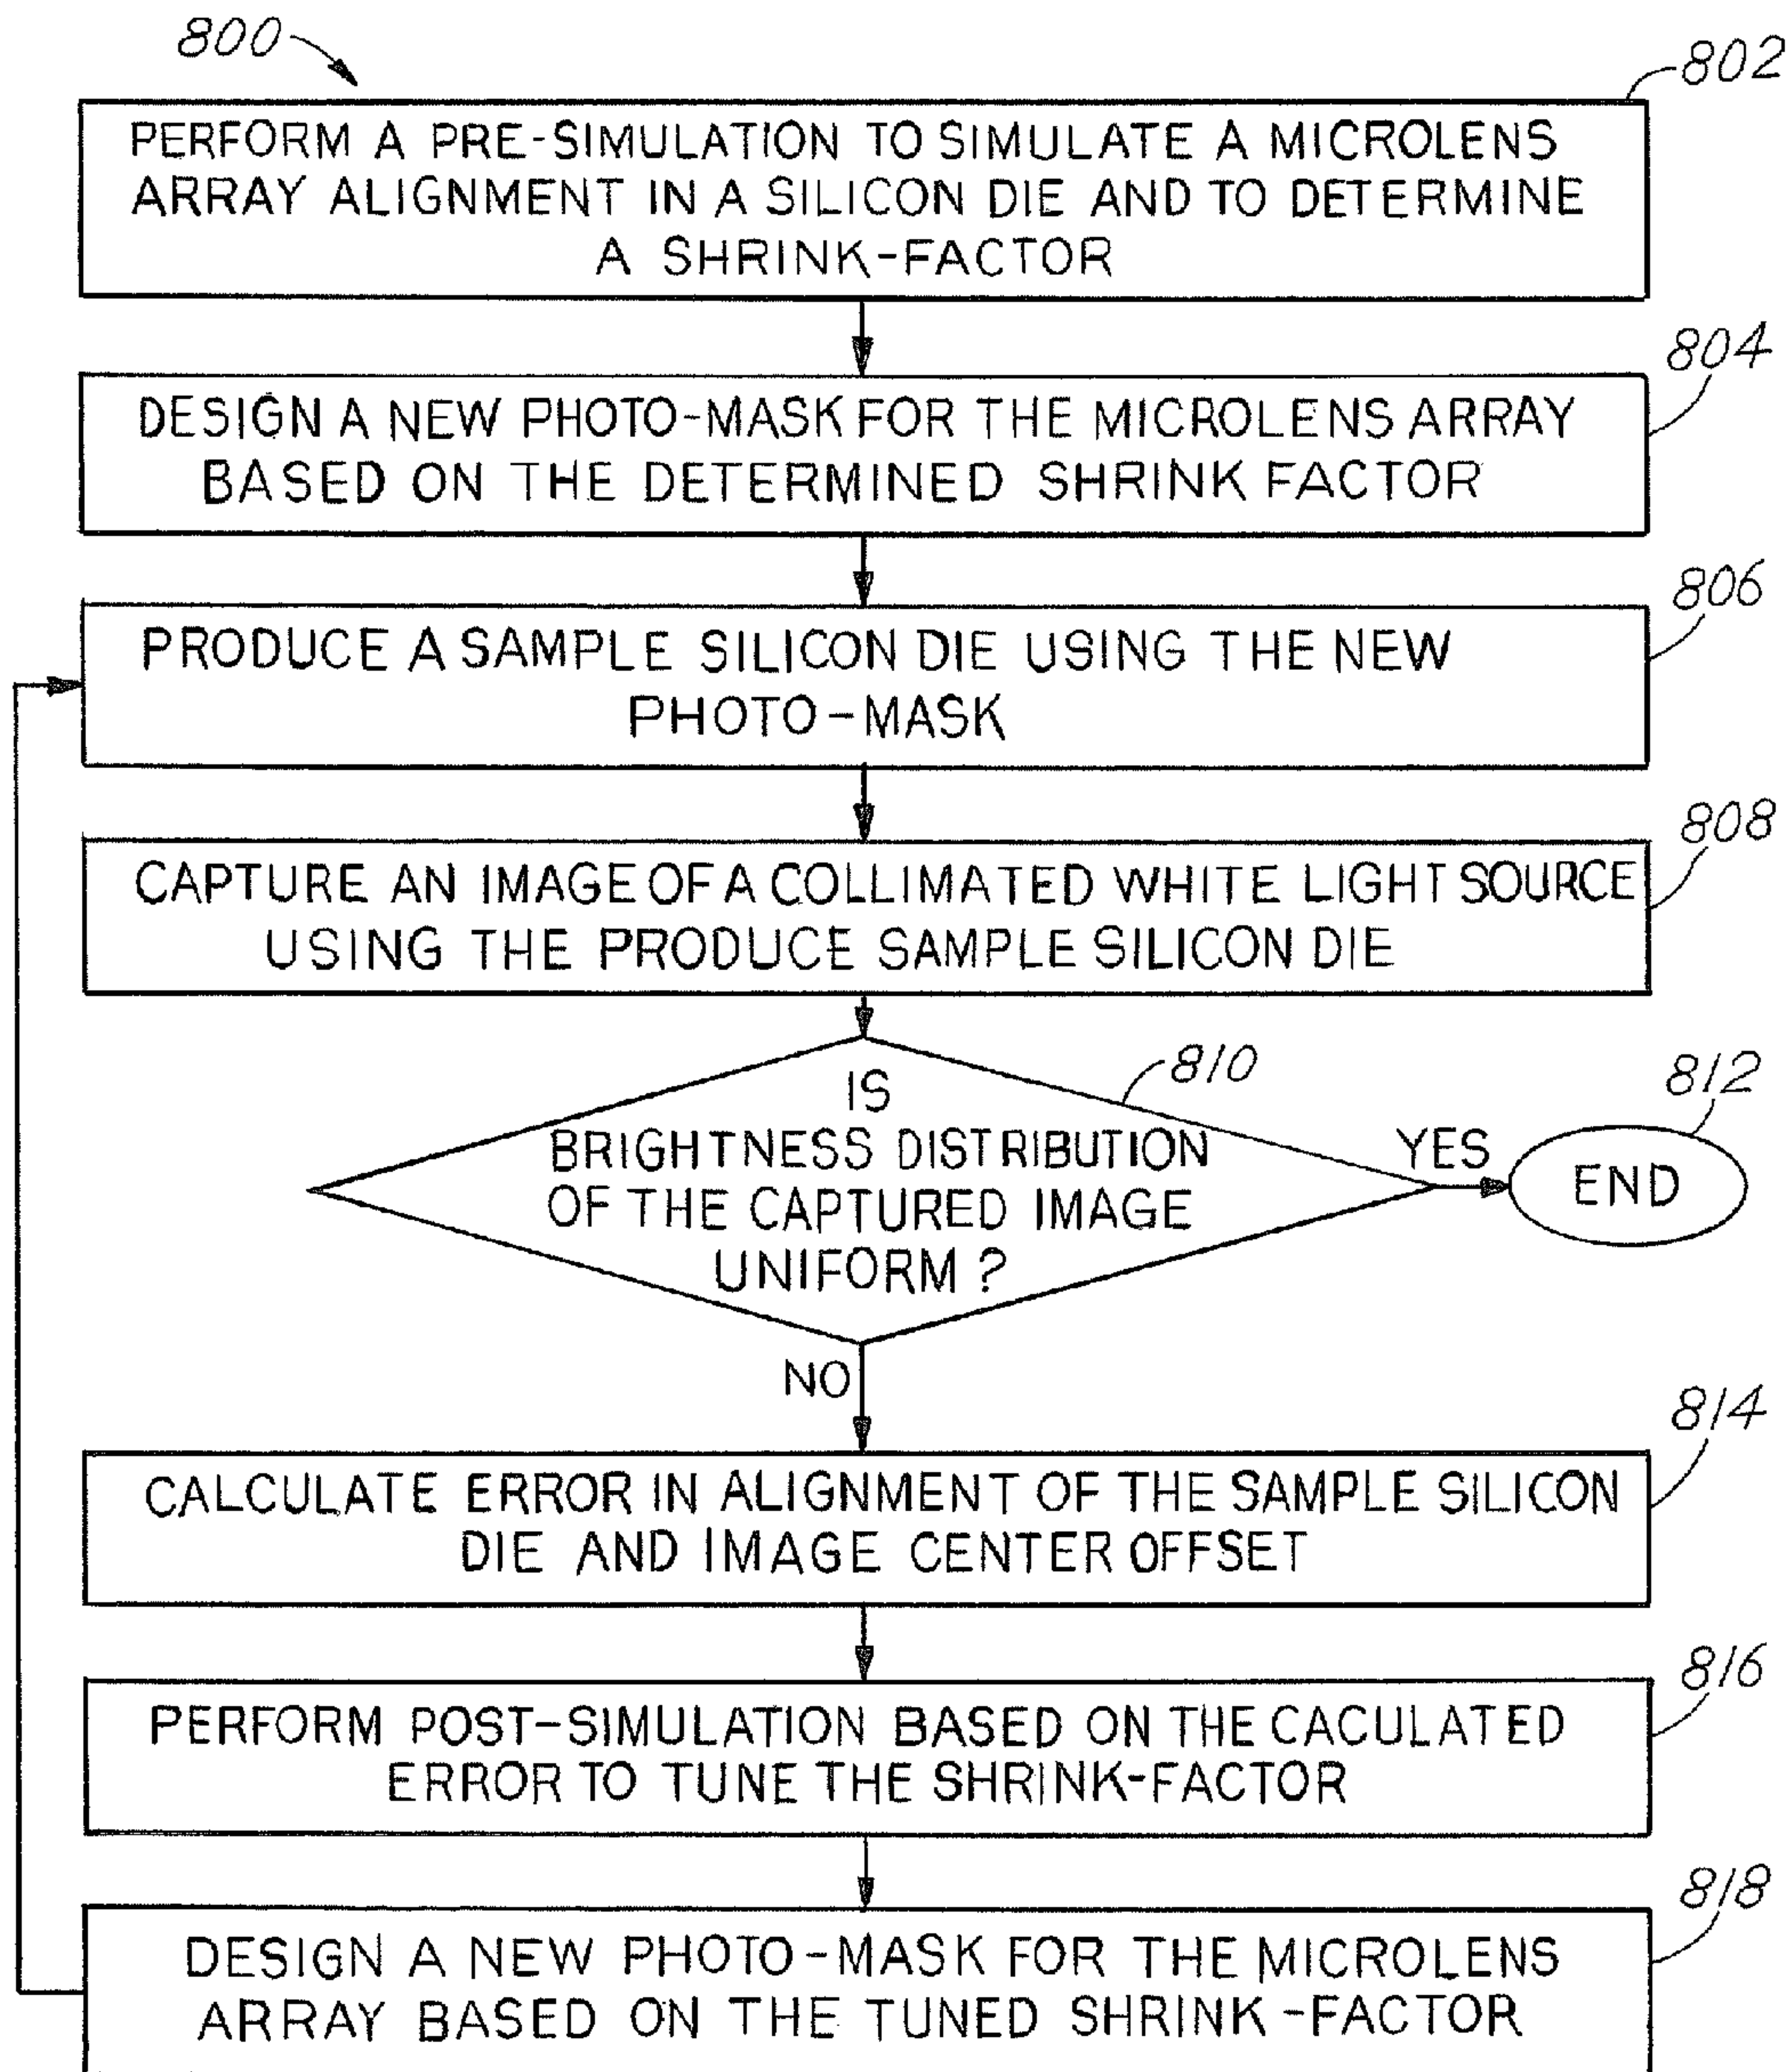 800
802
PERFORM A PRE-SIMULATION TO SIMULATE A MICROLENS
ARRAY ALIGNMENT IN A SILICON DIE AND TO DETERMINE
A SHRINK-FACTOR
804
DESIGN A NEW PHOTO-MASK FOR THE MICROLENS ARRAY
BASED ON THE DETERMINED SHRINK FACTOR
806
PRODUCE A SAMPLE SILICON DIE USING THE NEW
PHOTO-MASK
808
CAPTURE AN IMAGE OF A COLLIMATED WHITE LIGHT SOURCE
USING THE PRODUCE SAMPLE SILICON DIE
810
IS
BRIGHTNESS DISTRIBUTION
OF THE CAPTURED IMAGE
UNIFORM ?
YES
812
END
NO
814
CALCULATE ERROR IN ALIGNMENT OF THE SAMPLE SILICON
DIE AND IMAGE CENTER OFFSET
816
PERFORM POST-SIMULATION BASED ON THE CACULATED
ERROR TO TUNE THE SHRINK-FACTOR
818
DESIGN A NEW PHOTO-MASK FOR THE MICROLENS
ARRAY BASED ON THE TUNED SHRINK-FACTOR